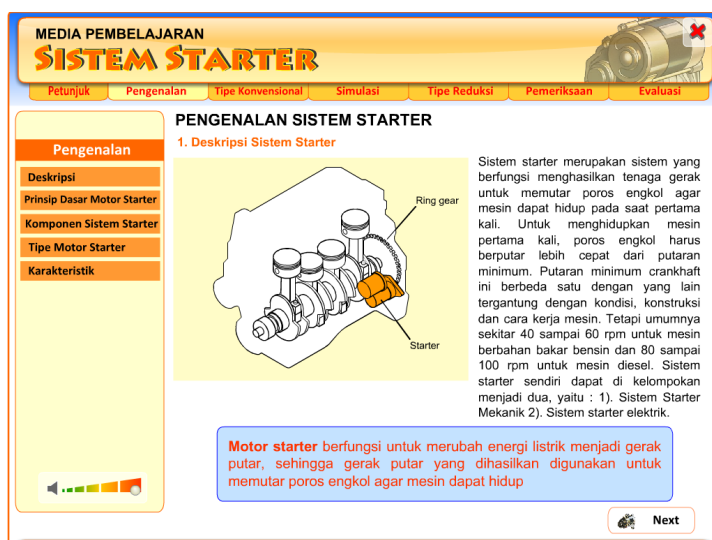 MEDIA PEMBELAJARAN
SISTEM STARTER
Petunjuk Pengenalan Tipe Konvensional Simulasi Tipe Reduksi Pemeriksaan Evaluasi
Pengenalan
Deskripsi
Prinsip Dasar Motor Starter
Komponen Sistem Starter
Tipe Motor Starter
Karakteristik
PENGENALAN SISTEM STARTER
1. Deskripsi Sistem Starter
Ring gear
Starter
Sistem starter merupakan sistem yang
berfungsi menghasilkan tenaga gerak
untuk memutar poros engkol agar
mesin dapat hidup pada saat pertama
kali. Untuk menghidupkan mesin
pertama kali, poros engkol harus
berputar lebih cepat dari putaran
minimum. Putaran minimum crankhaft
ini berbeda satu dengan yang lain
tergantung dengan kondisi, konstruksi
dan cara kerja mesin. Tetapi umumnya
sekitar 40 sampai 60 rpm untuk mesin
berbahan bakar bensin dan 80 sampai
100 rpm untuk mesin diesel. Sistem
starter sendiri dapat di kelompokan
menjadi dua, yaitu : 1). Sistem Starter
Mekanik 2). Sistem starter elektrik.
Motor starter berfungsi untuk merubah energi listrik menjadi gerak
putar, sehingga gerak putar yang dihasilkan digunakan untuk
memutar poros engkol agar mesin dapat hidup
Next